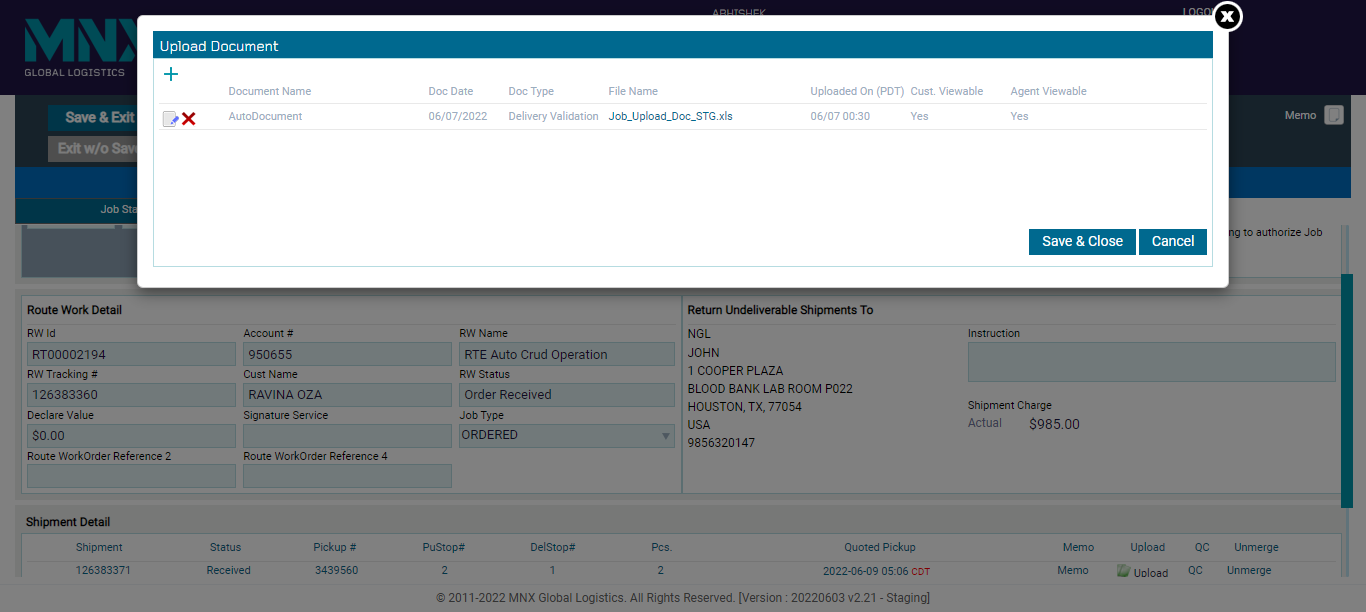 ABHISHEK
LOGO
MNX
GLOBAL LOGISTICS
Upload Document
Document Name Doc Date Doc Type File Name Uploaded On (PDT) Cust. Viewable Agent Viewable
AutoDocument 06/07/2022 Delivery Validation Job_Upload_Doc_STG.xls 06/07 00:30 Yes Yes
Save & Close Cancel
Save & Exit
Exit w/o Save
Memo
Job Sta
ng to authorize Job
Route Work Detail
RW Id Account # RW Name
RT00002194 950655 RTE Auto Crud Operation
RW Tracking # Cust Name RW Status
126383360 RAVINA OZA Order Received
Declare Value Signature Service Job Type
$0.00 ORDERED
Route WorkOrder Reference 2 Route WorkOrder Reference 4
Return Undeliverable Shipments To
NGL
JOHN
1 COOPER PLAZA
BLOOD BANK LAB ROOM P022
HOUSTON, TX, 77054
USA
9856320147
Instruction
Shipment Charge
Actual $985.00
Shipment Detail
Shipment Status Pickup # PuStop# DelStop# Pcs. Quoted Pickup Memo Upload QC Unmerge
126383371 Received 3439560 2 1 2 2022-06-09 05:06 CDT Memo Upload QC Unmerge
© 2011-2022 MNX Global Logistics. All Rights Reserved. [Version : 20220603 v2.21 - Staging]